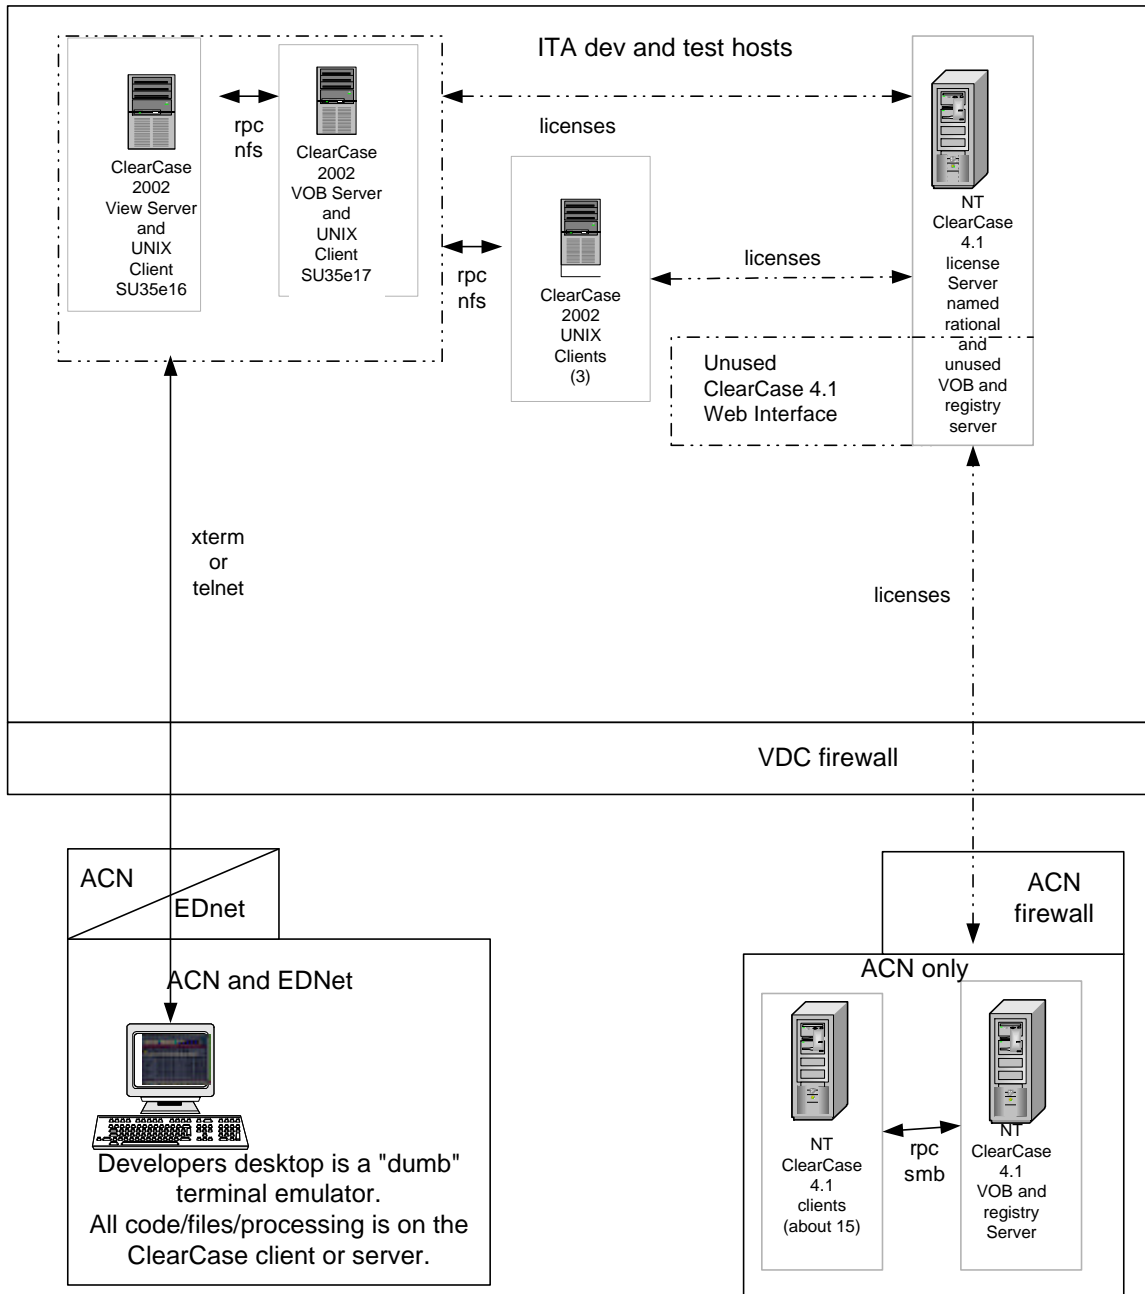 ITA dev and test hosts
ClearCase
2002
View Server
and
UNIX
Client
SU35e16
rpc
nfs
ClearCase
2002
VOB Server
and
UNIX
Client
SU35e17
licenses
rpc
nfs
ClearCase
2002
UNIX
Clients
(3)
licenses
NT
ClearCase
4.1
license
Server
named
rational
and
unused
VOB and
registry
server
Unused
ClearCase 4.1
Web Interface
xterm
or
telnet
licenses
VDC firewall
ACN
EDnet
ACN and EDNet
Developers desktop is a "dumb"
terminal emulator.
All code/files/processing is on the
ClearCase client or server.
ACN
firewall
ACN only
NT
ClearCase
4.1
clients
(about 15)
rpc
smb
NT
ClearCase
4.1
VOB and
registry
Server